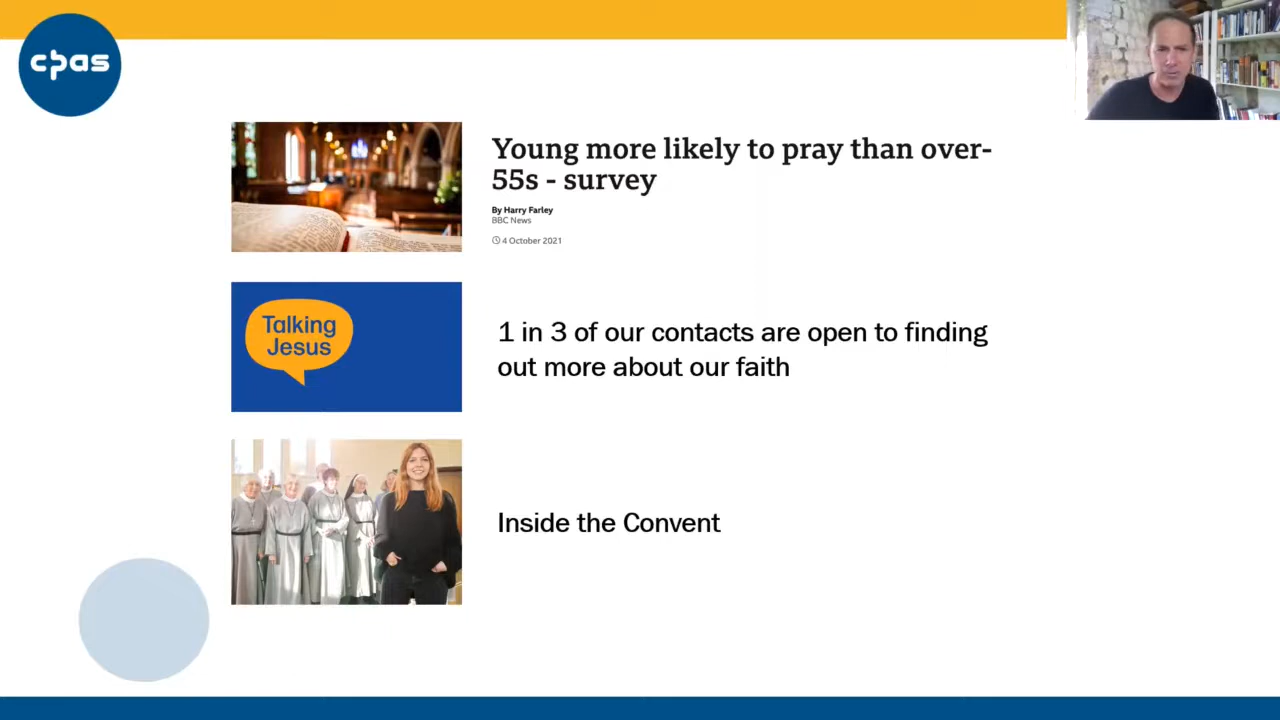 cpas
Young more likely to pray than over-
55s - survey
By Harry Farley
BBC News
4 October 2021
Talking
Jesus
1 in 3 of our contacts are open to finding
out more about our faith
Inside the Convent